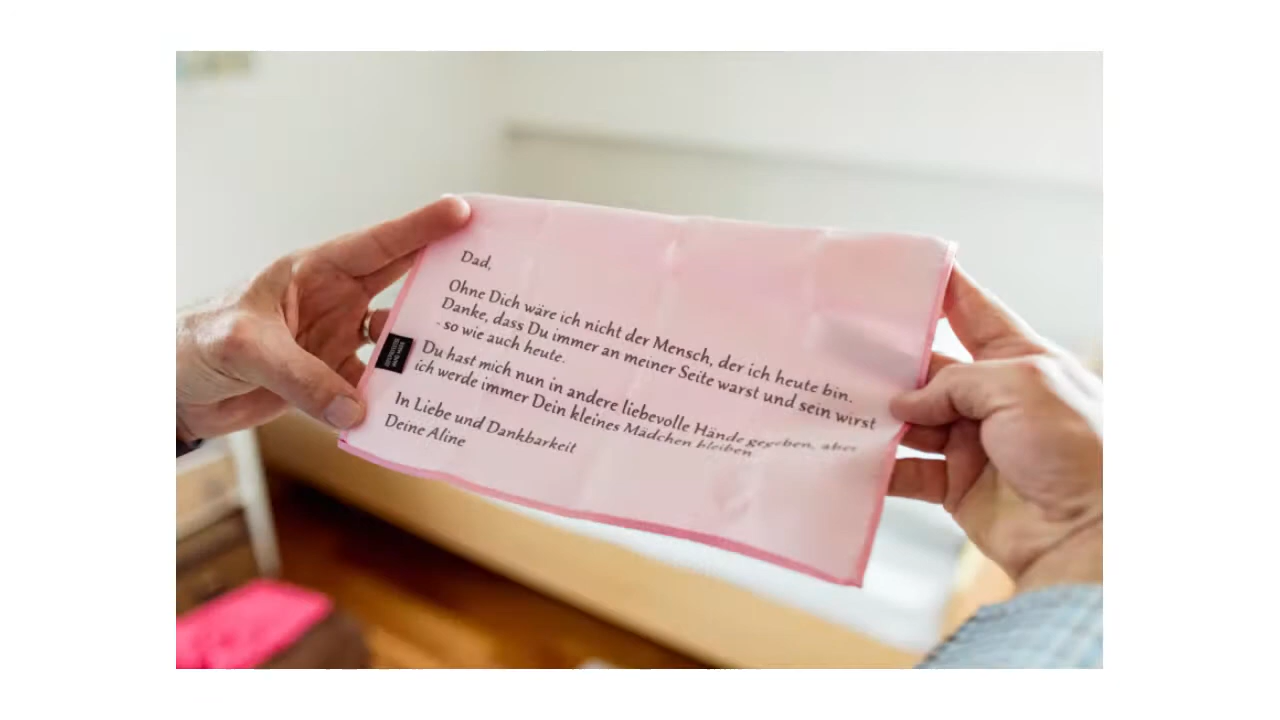 Dad,
Ohne Dich wäre ich nicht der Mensch, der ich heute bin.
Danke, dass Du immer an meiner Seite warst und sein wirst
- so wie auch heute.
Du hast mich nun in andere liebevolle Hände gegeben, aber
ich werde immer Dein kleines Mädchen bleiben
In Liebe und Dankbarkeit
Deine Aline